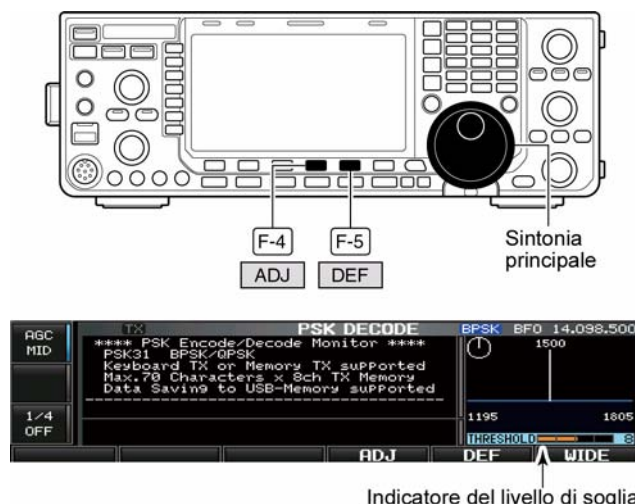 F-4
F-5
ADJ
DEF
Sintonia
principale
AGC
MID
TX
PSK DECODE
BPSK
BFO 14.098.500
**** PSK Encode/Decode Monitor ****
PSK31 BPSK/QPSK
Keyboard TX or Memory TX supported
Max.70 Characters x 8ch TX Memory
Data Saving to USB-Memory supported
1500
1195
1805
1/4
OFF
THRESHOLD
8
ADJ
DEF
WIDE
Indicatore del livello di soglia